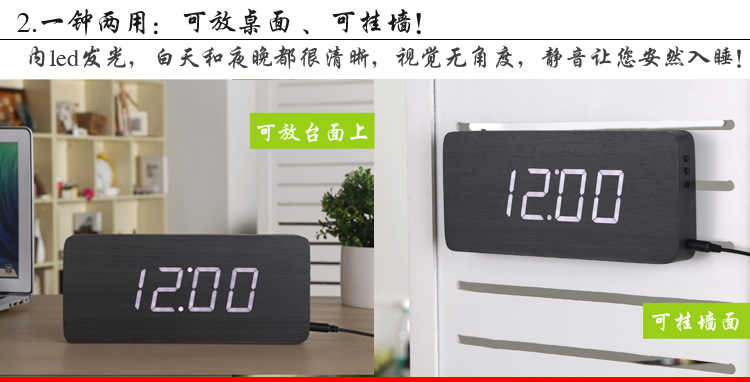 2.一钟两用：可放桌面、可挂墙！
内led发光，白天和夜晚都很清晰，视觉无角度，静音让您安然入睡！
可放台面上
12:00
12:00
可挂墙面